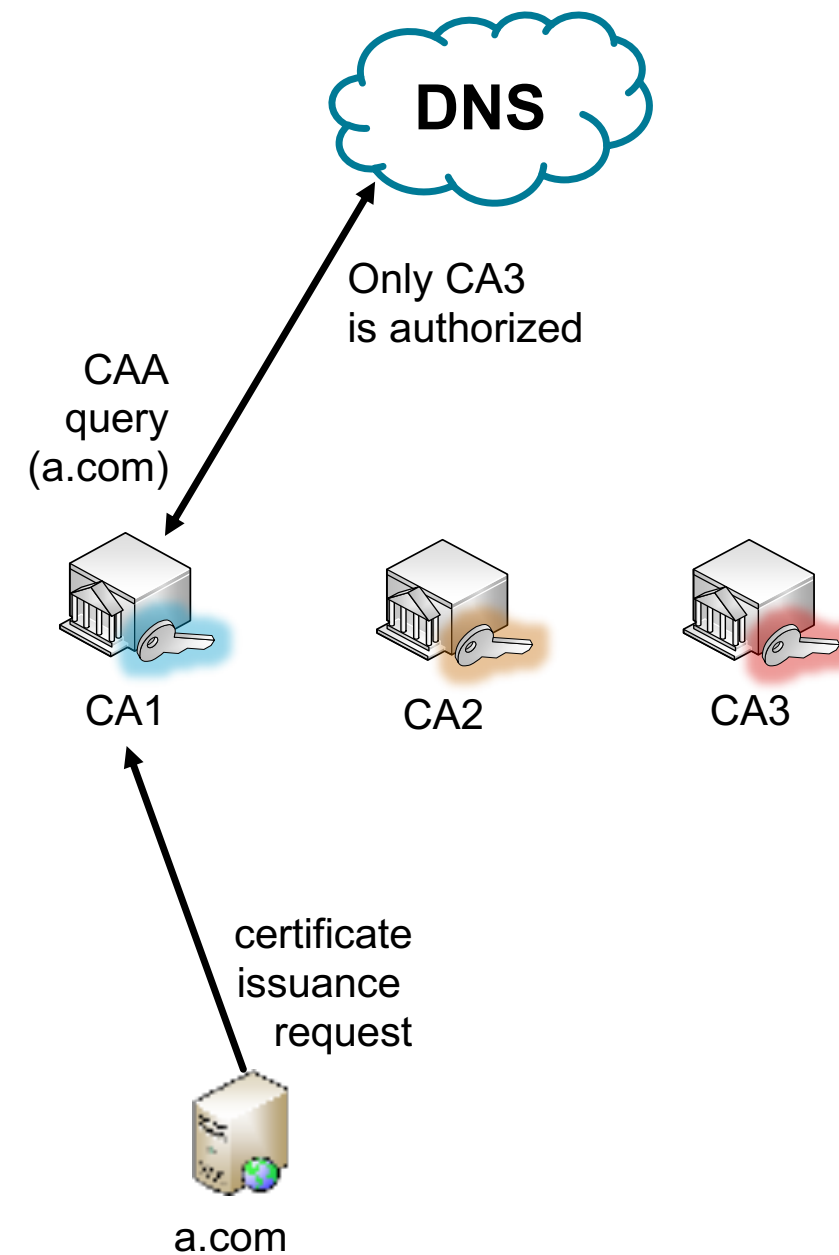 DNS
Only CA3
is authorized
CAA
query
(a.com)
CA1
CA2
CA3
certificate
issuance
request
a.com